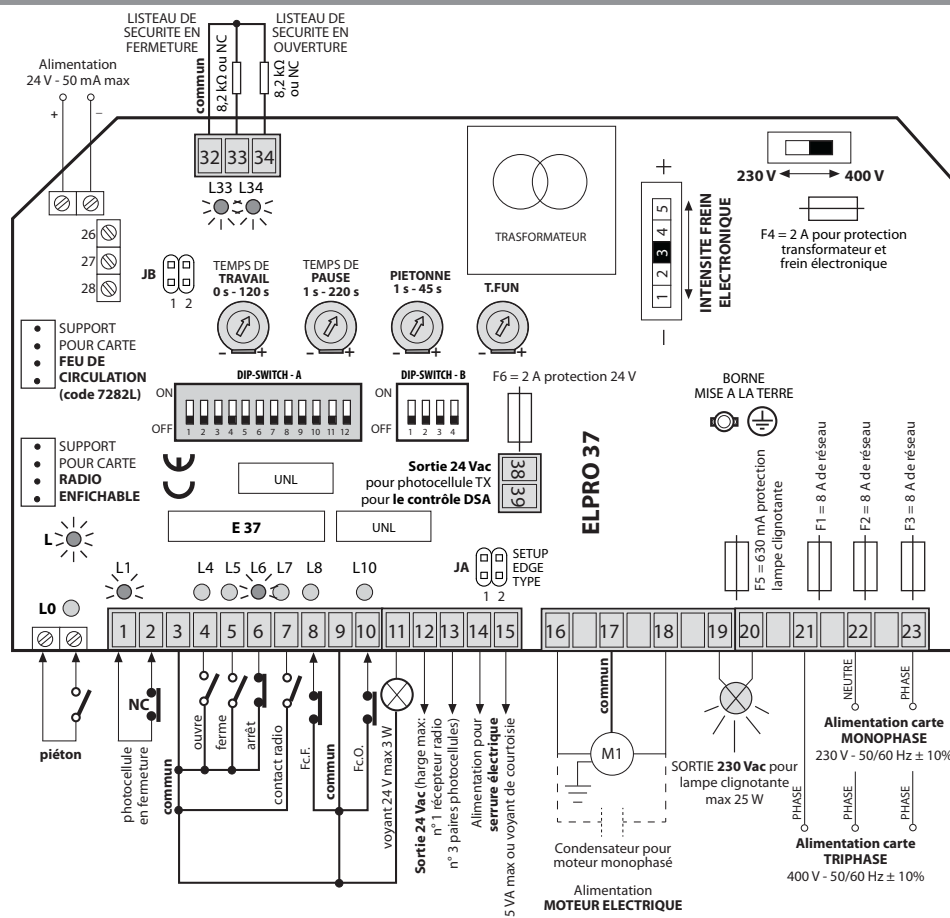 LISTEAU DE
SECURITE EN
FERMETURE
LISTEAU DE
SECURITE EN
OUVERTURE
commun
8,2 kΩ ou NC
8,2 kΩ
ou NC
Alimentation
24 V - 50 mA max
+
–
32 33 34
L33 L34
26
27
28
JB
1 2
TEMPS DE
TRAVAIL
0 s - 120 s
TEMPS DE
PAUSE
1 s - 220 s
PIETONNE
1 s - 45 s
T.FUN
- +
- +
- +
- +
TRASFORMATEUR
+
5
4
3
2
1
–
INTENSITE FREIN
ELECTRONIQUE
230 V 400 V
F4 = 2 A pour protection
transformateur et
frein électronique
SUPPORT
POUR CARTE
FEU DE
CIRCULATION
(code 7282L)
DIP-SWITCH - A
ON
OFF
1 2 3 4 5 6 7 8 9 10 11 12
DIP-SWITCH - B
ON
OFF
1 2 3 4
F6 = 2 A protection 24 V
BORNE
MISE A LA TERRE
SUPPORT
POUR CARTE
RADIO
ENFICHABLE
CE
UNL
Sortie 24 Vac
pour photocellule TX
pour le contrôle DSA
38
39
ELPRO 37
E 37
UNL
F5 = 630 mA protection
lampe clignotante
F1 = 8 A de réseau
F2 = 8 A de réseau
F3 = 8 A de réseau
L
L1
L4 L5 L6 L7 L8 L10
JA
1 2
SETUP
EDGE
TYPE
L0
1 2 3 4 5 6 7 8 9 10 11 12 13 14 15
16 17 18 19 20 21 22 23
piéton
photocellule
en fermeture
NC
commun
ouvre
ferme
arrêt
contact radio
Fc.F.
commun
Fc.O.
voyant 24 V max 3 W
Sortie 24 Vac (charge max:
n° 1 récepteur radio
n° 3 paires photocellules)
Alimentation pour
serrure électrique
5 VA max ou voyant de courtoisie
commun
M1
Condensateur pour
moteur monophasé
Alimentation
MOTEUR ELECTRIQUE
SORTIE 230 Vac pour
lampe clignotante
max 25 W
NEUTRE
PHASE
Alimentation carte
MONOPHASE
230 V - 50/60 Hz ± 10%
PHASE
PHASE
PHASE
Alimentation carte
TRIPHASE
400 V - 50/60 Hz ± 10%